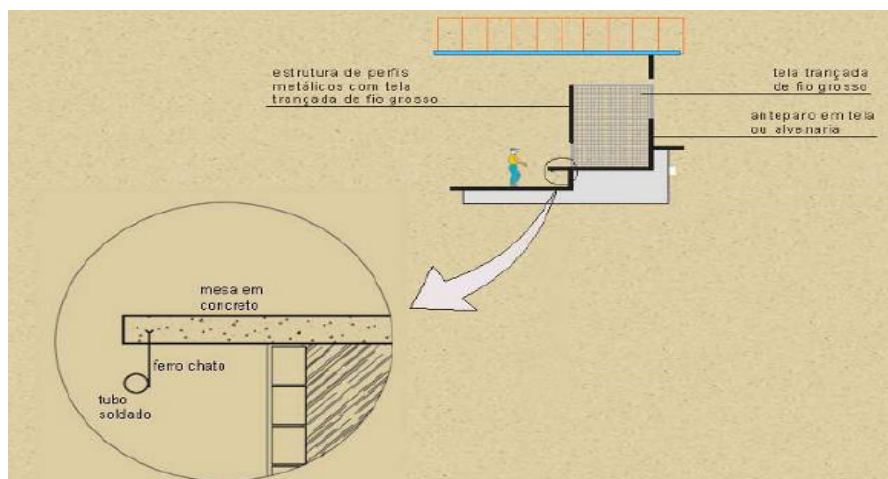 estrutura de perfis
metálicos com tela
trançada de fio grosso
tela trançada
de fio grosso
anteparo em tela
ou alvenaria
mesa em
concreto
ferro chato
tubo
soldado